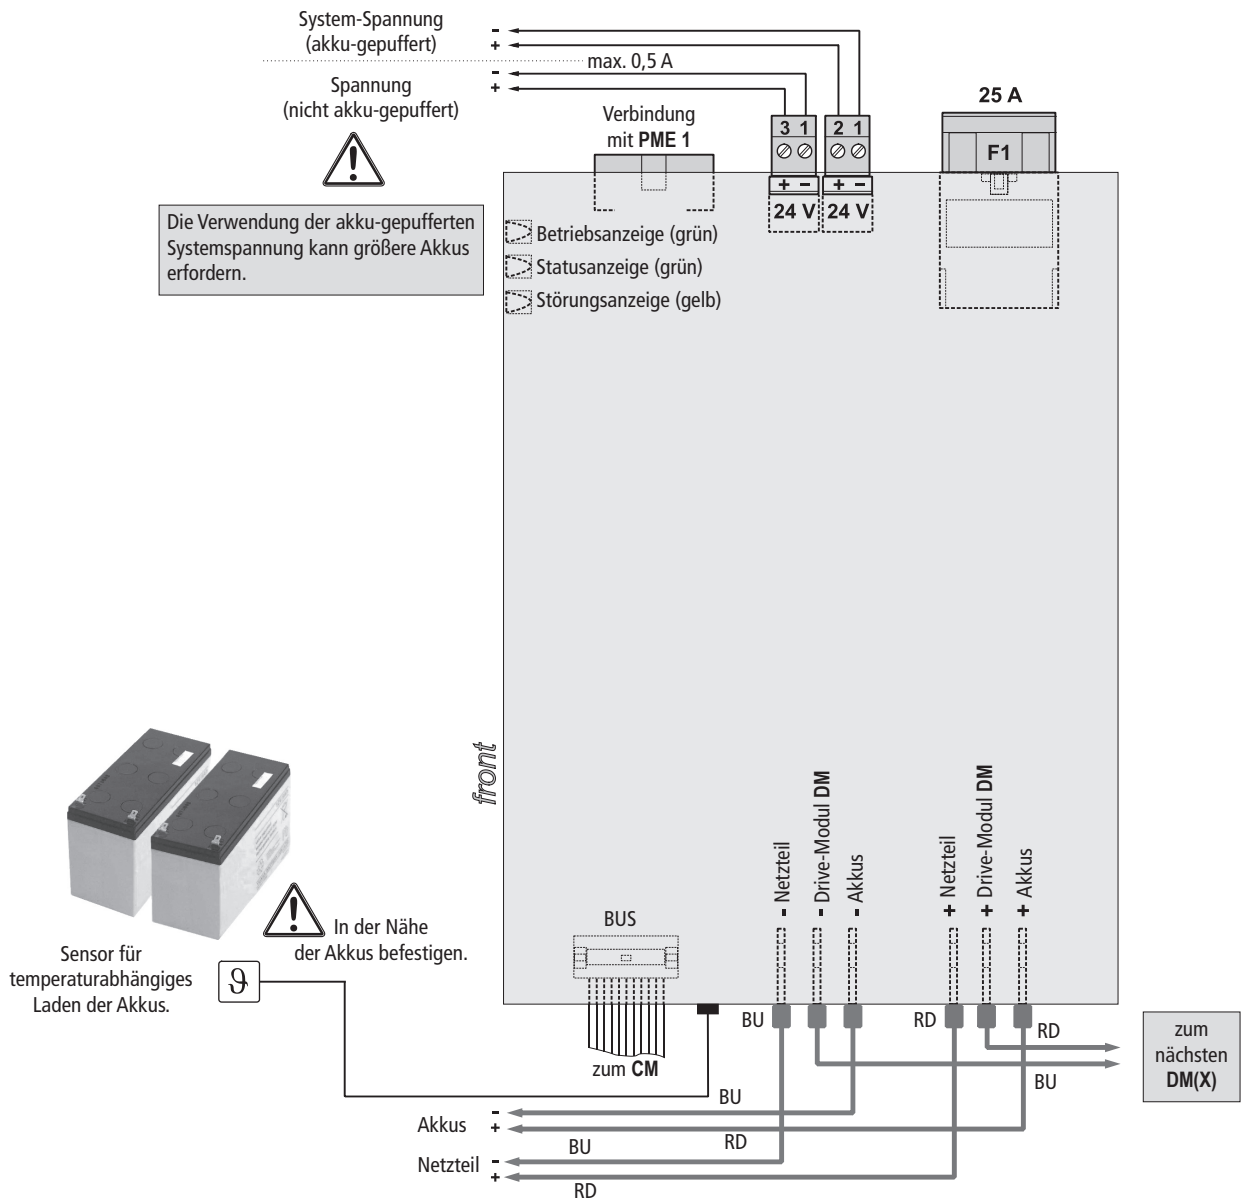 System-Spannung
(akku-gepuffert)
-
+
max. 0,5 A
Spannung
(nicht akku-gepuffert)
-
+
Verbindung
mit PME 1
3 1
2 1
+ −
+ −
24 V
24 V
25 A
F1
Die Verwendung der akku-gepufferten
Systemspannung kann größere Akkus
erfordern.
Betriebsanzeige (grün)
Statusanzeige (grün)
Störungsanzeige (gelb)
front
- Netzteil
- Drive-Modul DM
- Akkus
+ Netzteil
+ Drive-Modul DM
+ Akkus
BUS
In der Nähe
der Akkus befestigen.
Sensor für
temperaturabhängiges
Laden der Akkus.
ϑ
BU
RD
RD
BU
zum
nächsten
DM(X)
zum CM
BU
Akkus
-
+
RD
BU
Netzteil
-
+
RD